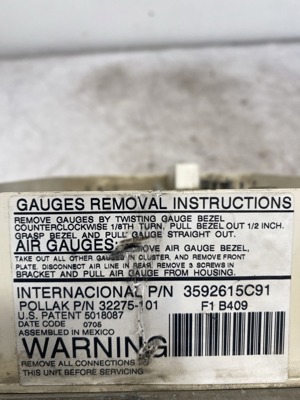 GAUGES REMOVAL INSTRUCTIONS
REMOVE GAUGES BY TWISTING GAUGE BEZEL
COUNTERCLOCKWISE 1/8TH TURN, PULL BEZEL OUT 1/2 INCH.
GRASP BEZEL AND PULL GAUGE STRAIGHT OUT.
AIR GAUGES: REMOVE AIR GAUGE BEZEL,
TAKE OUT ALL OTHER GAUGES IN CLUSTER, AND REMOVE FRONT
PLATE. DISCONNECT AIR LINE IN REAR. REMOVE 3 SCREWS IN
BRACKET AND PULL AIR GAUGE FROM HOUSING.
INTERNATIONAL P/N 3592615C91
POLLAK P/N 32275-101 F1 B409
U.S. PATENT 5018087
DATE CODE 0705
ASSEMBLED IN MEXICO
WARNING
REMOVE ALL CONNECTIONS
THIS UNIT BEFORE SERVICING